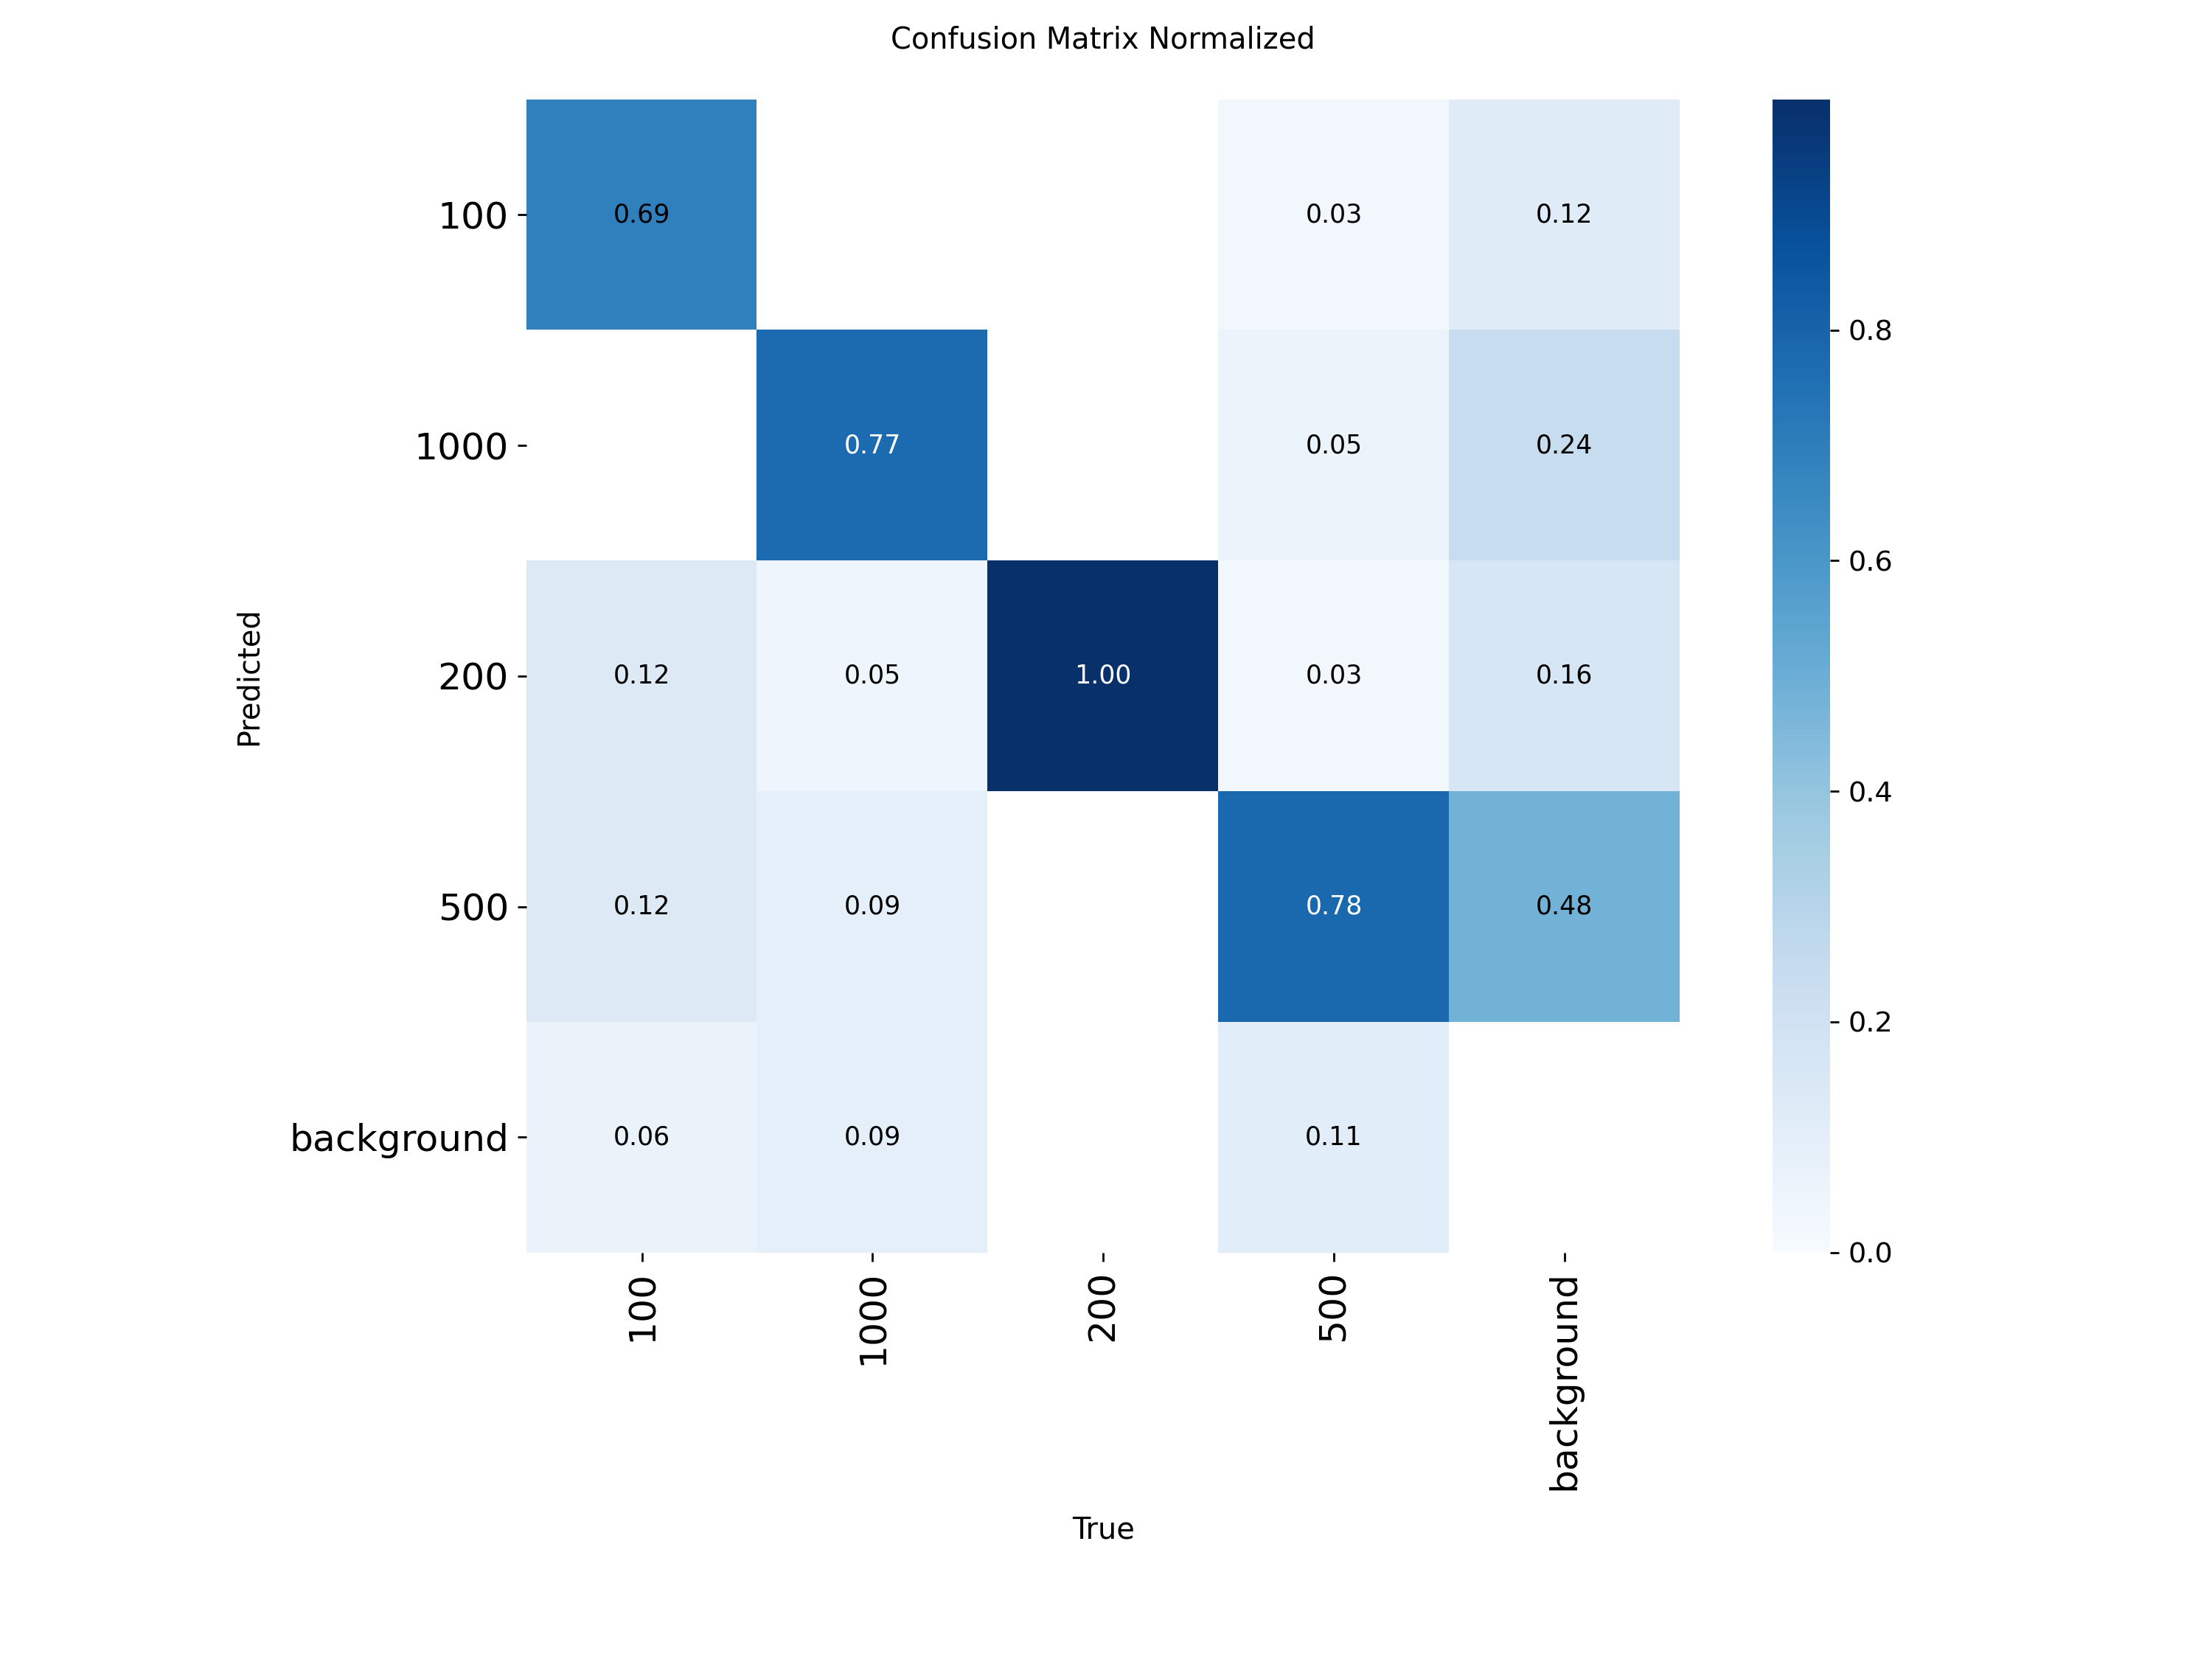 Confusion Matrix Normalized
100 0.69 0.03 0.12
1000 0.77 0.05 0.24
200 0.12 0.05 1.00 0.03 0.16
500 0.12 0.09 0.78 0.48
background 0.06 0.09 0.11
100 1000 200 500 background
Predicted
True
0.8
0.6
0.4
0.2
0.0